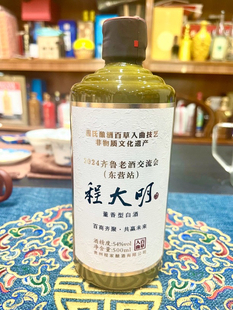 程氏酿酒百草入曲技艺
非物质文化遗产
2024齐鲁老酒交流会
(东营站)
程大明
董香型白酒
百瓶齐聚·共赢未来
酒精度:54%vol
净含量:500ml